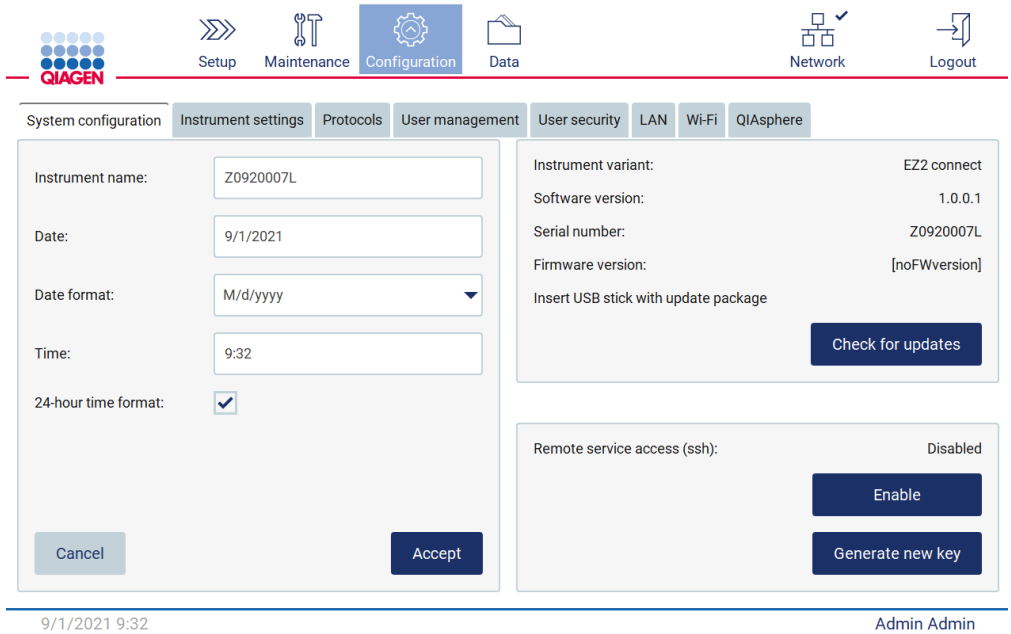 QIAGEN
Setup Maintenance Configuration Data Network Logout
System configuration Instrument settings Protocols User management User security LAN Wi-Fi QIAsphere
Instrument name: Z0920007L
Date: 9/1/2021
Date format: M/d/yyyy
Time: 9:32
24-hour time format:
Cancel Accept
Instrument variant: EZ2 connect
Software version: 1.0.0.1
Serial number: Z0920007L
Firmware version: [noFWversion]
Insert USB stick with update package
Check for updates
Remote service access (ssh): Disabled
Enable
Generate new key
9/1/2021 9:32 Admin Admin